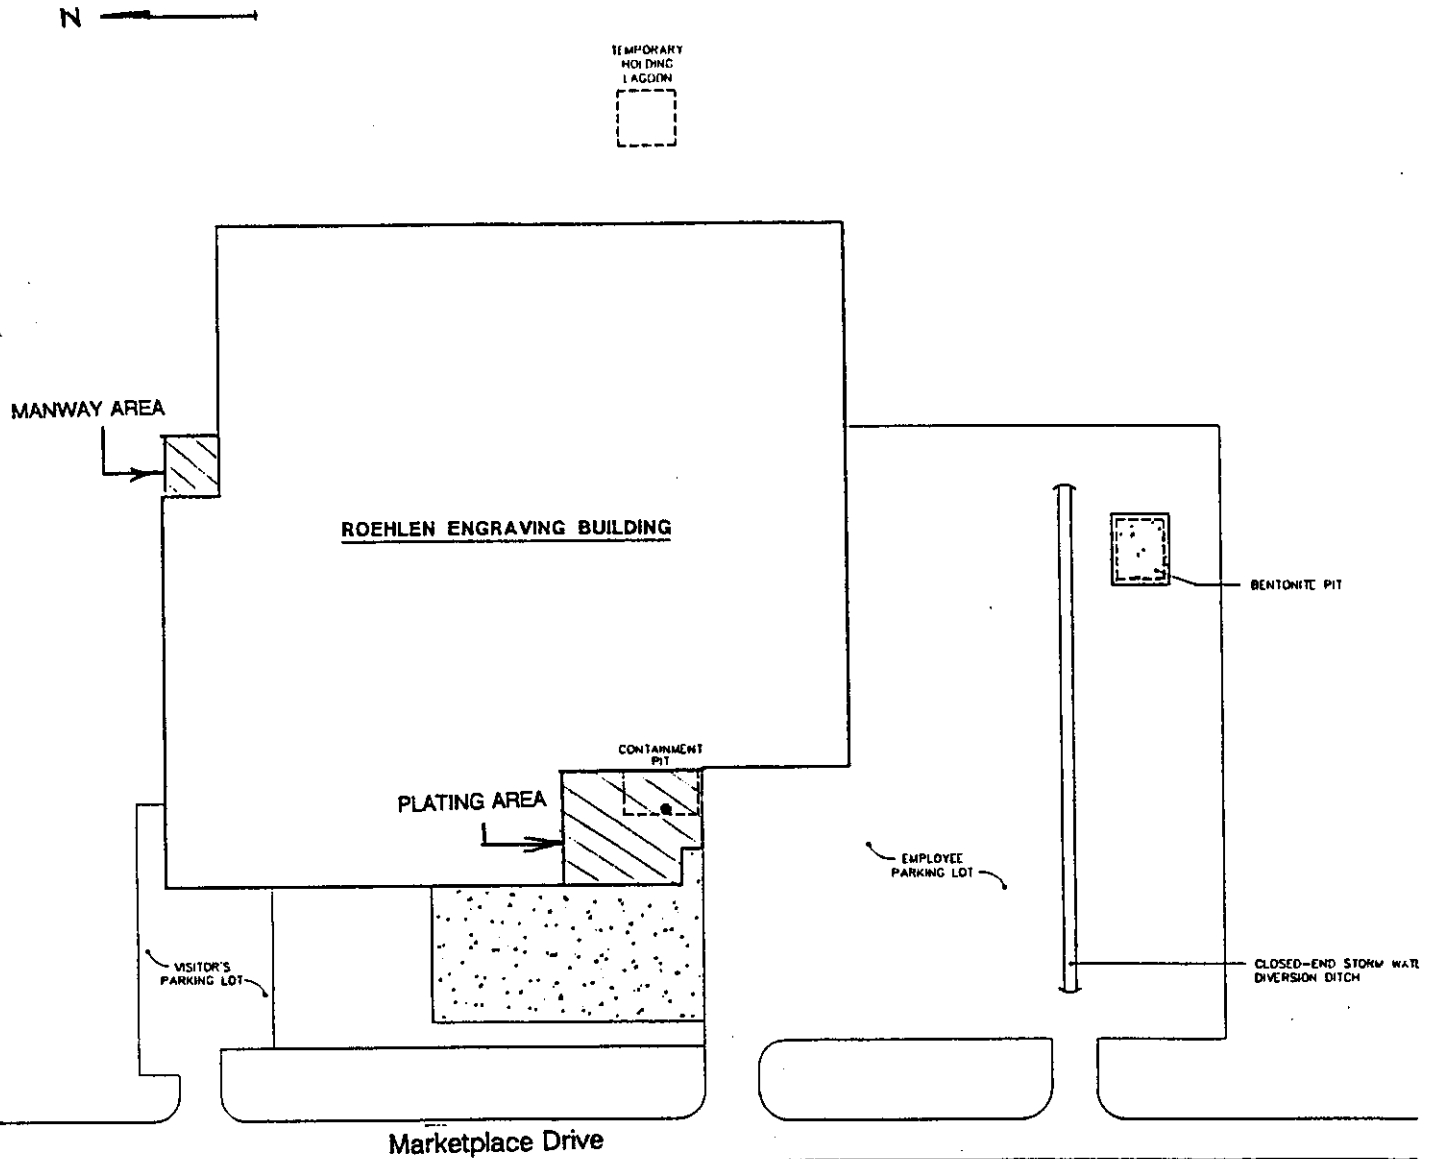 N
TEMPORARY
HOLDING
LAGOON
MANWAY AREA
ROEHLEN ENGRAVING BUILDING
BENTONITE PIT
CONTAINMENT
PIT
PLATING AREA
EMPLOYEE
PARKING LOT
VISITOR'S
PARKING LOT
CLOSED-END STORM WATE
DIVERSION DITCH
Marketplace Drive